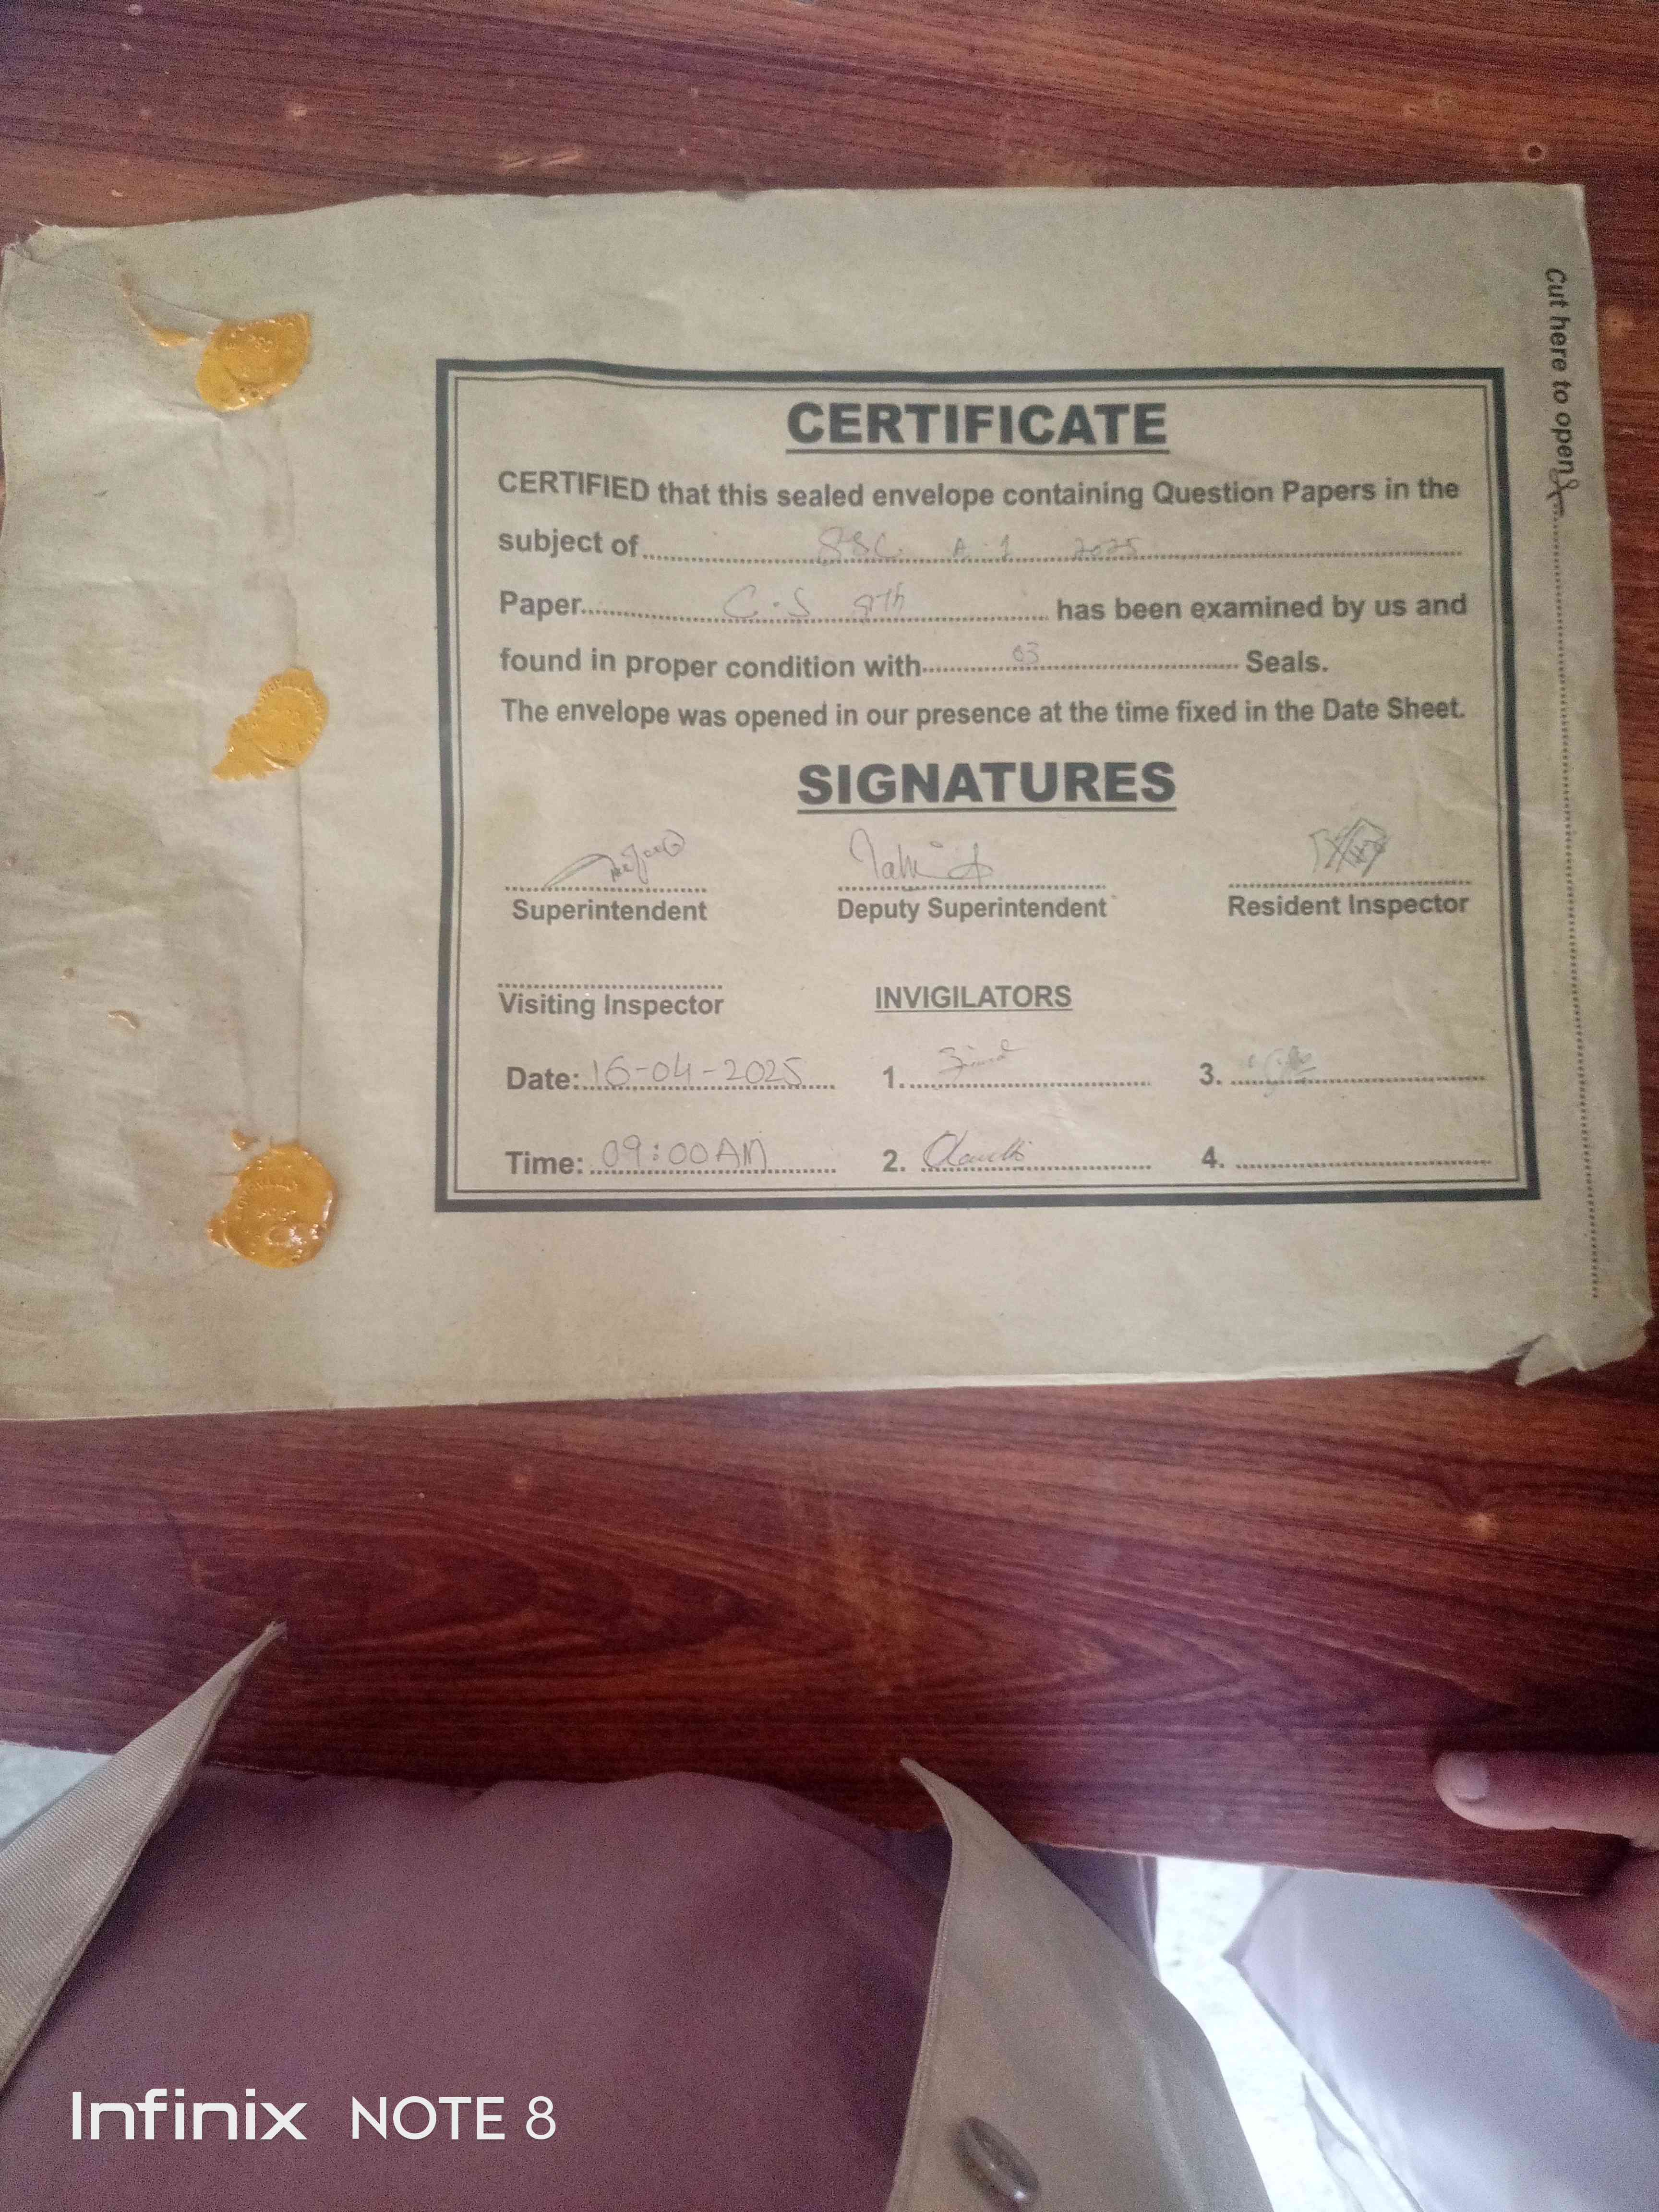 Cut here to open
CERTIFICATE
CERTIFIED that this sealed envelope containing Question Papers in the
subject of SSC A-1 2025
Paper C.S 9th has been examined by us and
found in proper condition with 03 Seals.
The envelope was opened in our presence at the time fixed in the Date Sheet.
SIGNATURES
Superintendent Deputy Superintendent Resident Inspector
Visiting Inspector INVIGILATORS
Date: 16-04-2025 1. 3.
Time: 09:00 AM 2. 4.
Infinix NOTE 8